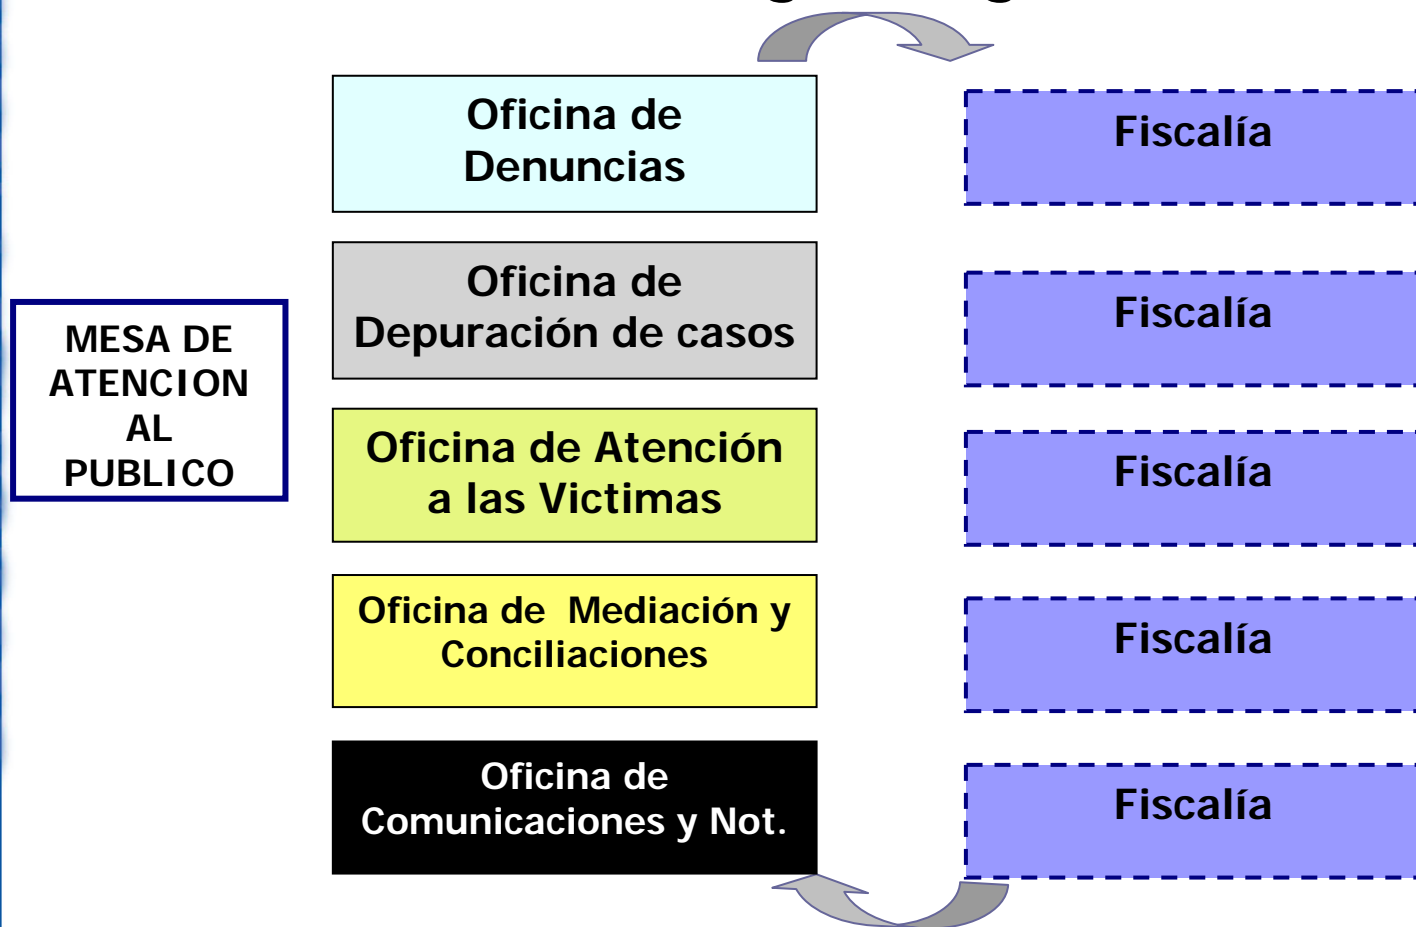 MESA DE
ATENCION
AL
PUBLICO
Oficina de
Denuncias
Oficina de
Depuración de casos
Oficina de Atención
a las Victimas
Oficina de  Mediación y
Conciliaciones
Oficina de
Comunicaciones y Not.
Fiscalía
Fiscalía
Fiscalía
Fiscalía
Fiscalía